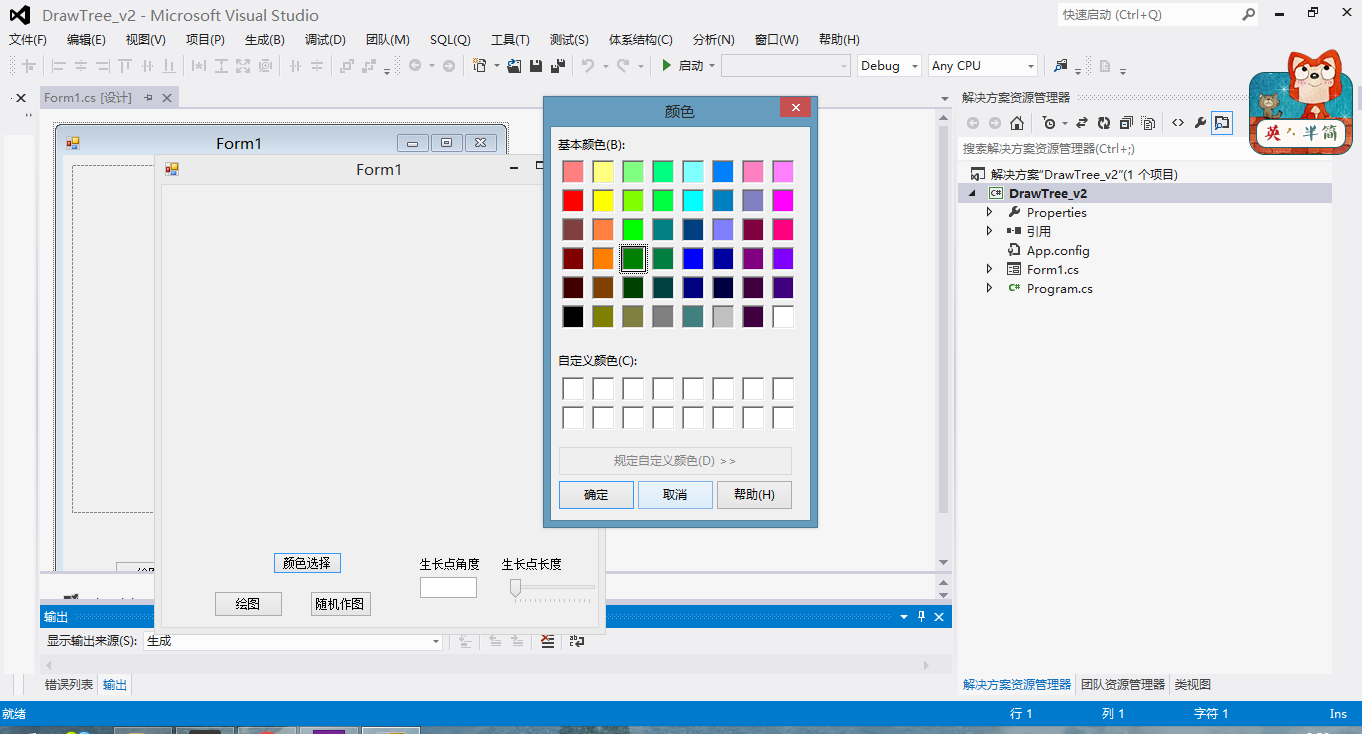 DrawTree_v2 - Microsoft Visual Studio
快速启动 (Ctrl+Q)
文件(F) 编辑(E) 视图(V) 项目(P) 生成(B) 调试(D) 团队(M) SQL(Q) 工具(T) 测试(S) 体系结构(C) 分析(N) 窗口(W) 帮助(H)
启动 Debug Any CPU
Form1.cs [设计]
Form1
Form1
颜色选择
绘图
随机作图
生长点角度
生长点长度
颜色
基本颜色(B):
自定义颜色(C):
规定自定义颜色(D) >>
确定 取消 帮助(H)
解决方案资源管理器
英 半 简
搜索解决方案资源管理器(Ctrl+;)
解决方案"DrawTree_v2"(1 个项目)
C# DrawTree_v2
Properties
引用
App.config
Form1.cs
C# Program.cs
输出
显示输出来源(S): 生成
错误列表 输出
解决方案资源管理器 团队资源管理器 类视图
就绪 行 1 列 1 字符 1 Ins